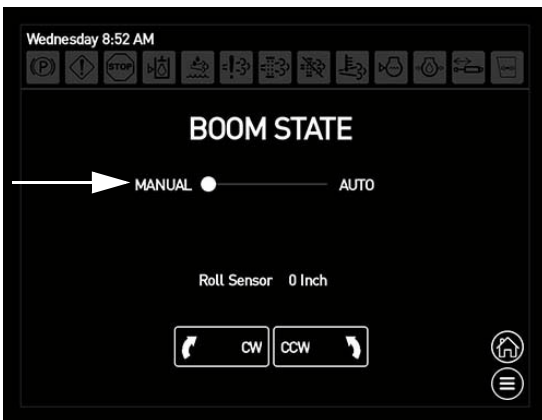 Wednesday 8:52 AM
(P) STOP
BOOM STATE
MANUAL AUTO
Roll Sensor 0 Inch
CW CCW